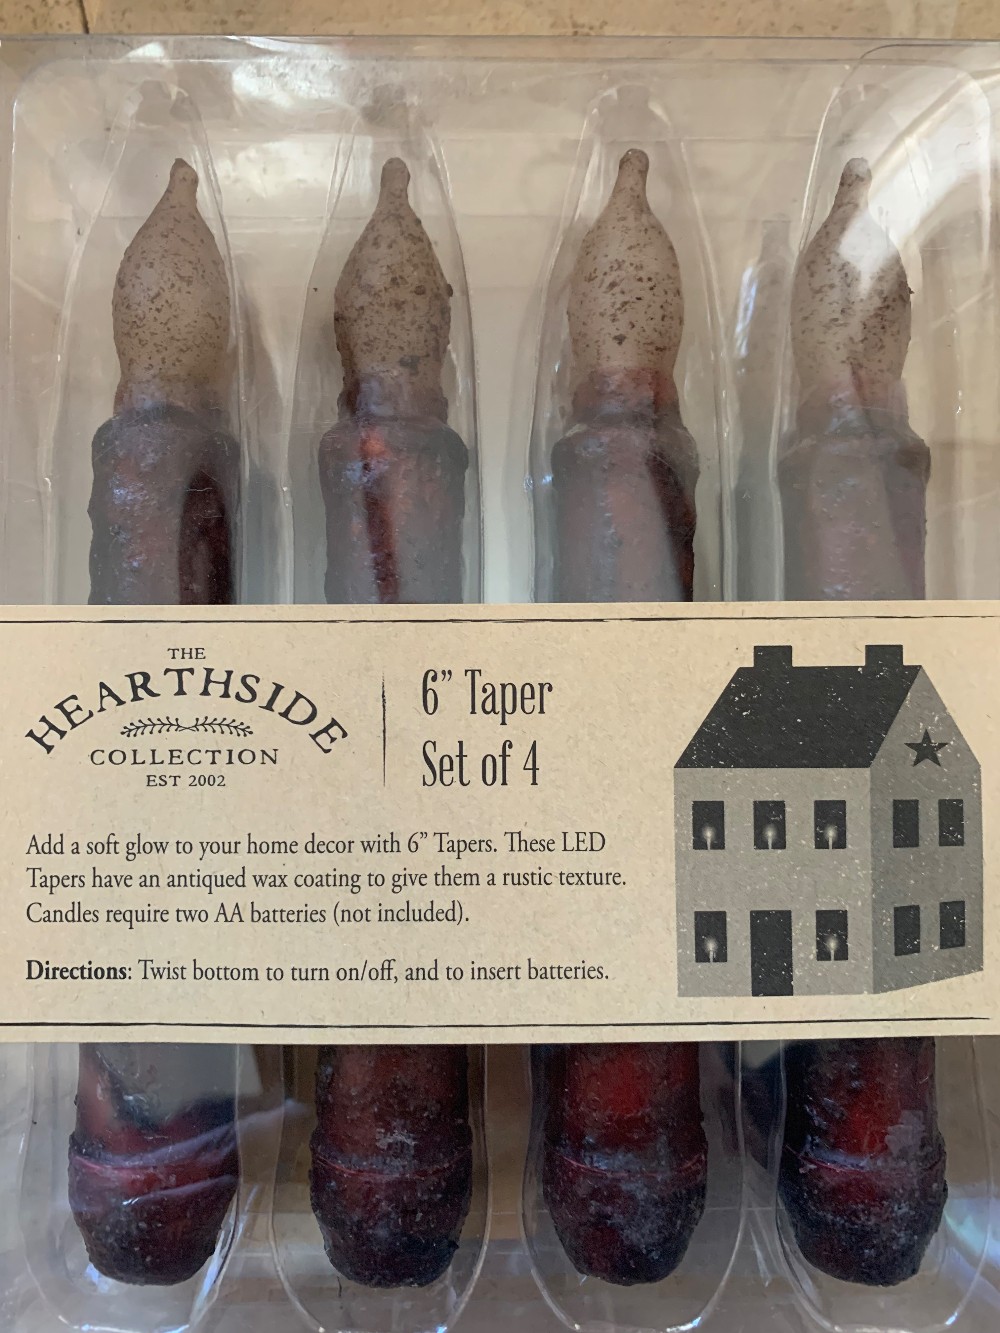 THE
HEARTHSIDE
COLLECTION
EST 2002
6” Taper
Set of 4
Add a soft glow to your home decor with 6” Tapers. These LED
Tapers have an antiqued wax coating to give them a rustic texture.
Candles require two AA batteries (not included).
Directions: Twist bottom to turn on/off, and to insert batteries.